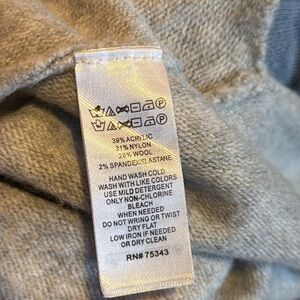 39% ACRYLIC
31% NYLON
28% WOOL
2% SPANDEX/ELASTANE
HAND WASH COLD
WASH WITH LIKE COLORS
USE MILD DETERGENT
ONLY NON-CHLORINE
BLEACH
WHEN NEEDED
DO NOT WRING OR TWIST
DRY FLAT
LOW IRON IF NEEDED
OR DRY CLEAN
RN# 75343